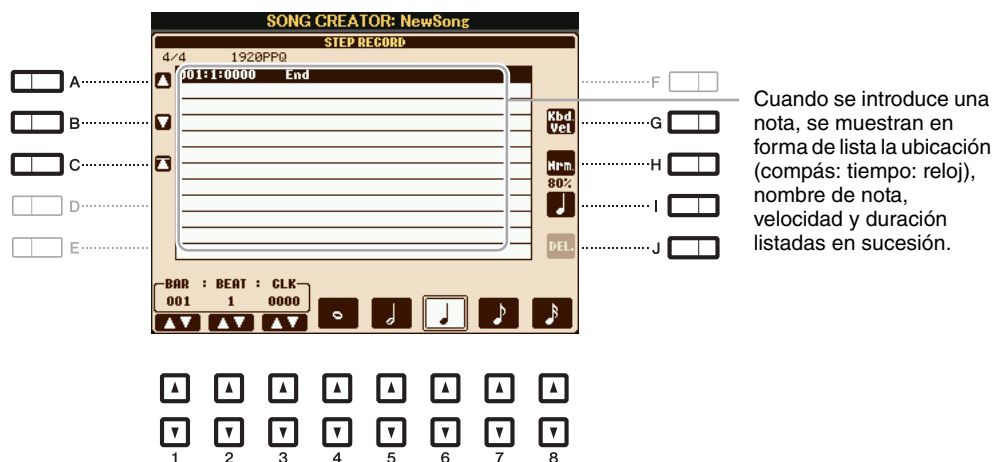 SONG CREATOR: NewSong
STEP RECORD
4/4 1920PPQ
001:1:0000 End
A
B
C
D
E
F
G
H
I
J
Kbd Vel
Nrm.
80%
DEL.
Cuando se introduce una
nota, se muestran en
forma de lista la ubicación
(compás: tiempo: reloj),
nombre de nota,
velocidad y duración
listadas en sucesión.
BAR : BEAT : CLK
001 1 0000
1 2 3 4 5 6 7 8